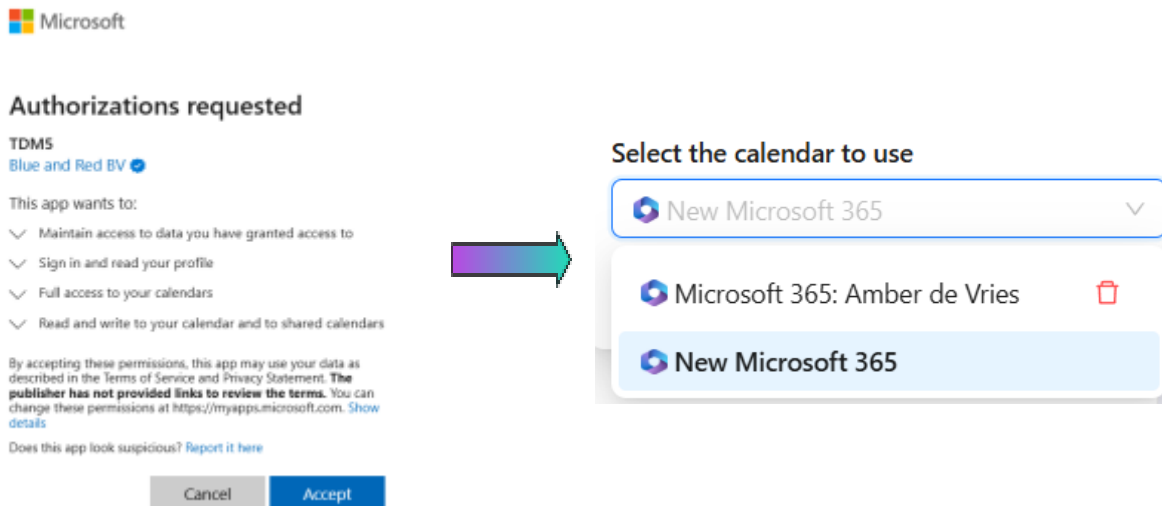 Microsoft
Authorizations requested
TDM5
Blue and Red BV
This app wants to:
Maintain access to data you have granted access to
Sign in and read your profile
Full access to your calendars
Read and write to your calendar and to shared calendars
By accepting these permissions, this app may use your data as
described in the Terms of Service and Privacy Statement. The
publisher has not provided links to review the terms. You can
change these permissions at https://myapps.microsoft.com. Show
details
Does this app look suspicious? Report it here
Cancel Accept
Select the calendar to use
New Microsoft 365
Microsoft 365: Amber de Vries
New Microsoft 365